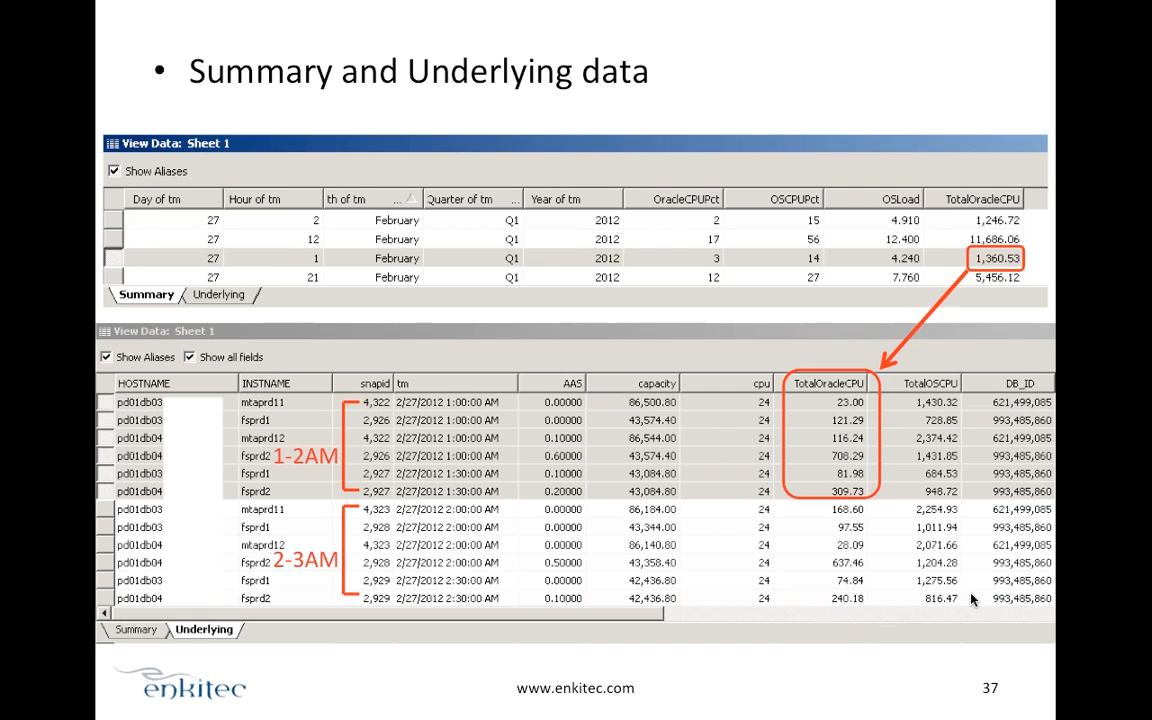 • Summary and Underlying data
View Data: Sheet 1
Show Aliases
Day of tm Hour of tm th of tm ... Quarter of tm ... Year of tm OracleCPUPct OSCPUPct OSLoad TotalOracleCPU
27 2 February Q1 2012 2 15 4.910 1,246.72
27 12 February Q1 2012 17 56 12.400 11,686.06
27 1 February Q1 2012 3 14 4.240 1,360.53
27 21 February Q1 2012 12 27 7.760 5,456.12
Summary Underlying
View Data: Sheet 1
Show Aliases Show all fields
HOSTNAME INSTNAME snapid tm AAS capacity cpu TotalOracleCPU TotalOSCPU DB_ID
pd01db03 mtaprd11 4,322 2/27/2012 1:00:00 AM 0.00000 86,500.80 24 23.00 1,430.32 621,499,085
pd01db03 fsprd1 2,926 2/27/2012 1:00:00 AM 0.00000 43,574.40 24 121.29 728.85 993,485,860
pd01db04 mtaprd12 4,322 2/27/2012 1:00:00 AM 0.10000 86,544.00 24 116.24 2,374.42 621,499,085
pd01db04 fsprd2 1-2AM 2,926 2/27/2012 1:00:00 AM 0.60000 43,574.40 24 708.29 1,431.85 993,485,860
pd01db03 fsprd1 2,927 2/27/2012 1:30:00 AM 0.10000 43,084.80 24 81.98 684.53 993,485,860
pd01db04 fsprd2 2,927 2/27/2012 1:30:00 AM 0.20000 43,084.80 24 309.73 948.72 993,485,860
pd01db03 mtaprd11 4,323 2/27/2012 2:00:00 AM 0.00000 86,184.00 24 168.60 2,254.93 621,499,085
pd01db03 fsprd1 2,928 2/27/2012 2:00:00 AM 0.00000 43,344.00 24 97.55 1,011.94 993,485,860
pd01db04 mtaprd12 4,323 2/27/2012 2:00:00 AM 0.00000 86,140.80 24 28.09 2,071.66 621,499,085
pd01db04 fsprd2 2-3AM 2,928 2/27/2012 2:00:00 AM 0.50000 43,358.40 24 637.46 1,204.28 993,485,860
pd01db03 fsprd1 2,929 2/27/2012 2:30:00 AM 0.00000 42,436.80 24 74.84 1,275.56 993,485,860
pd01db04 fsprd2 2,929 2/27/2012 2:30:00 AM 0.10000 42,436.80 24 240.18 816.47 993,485,860
Summary Underlying
enkitec www.enkitec.com 37